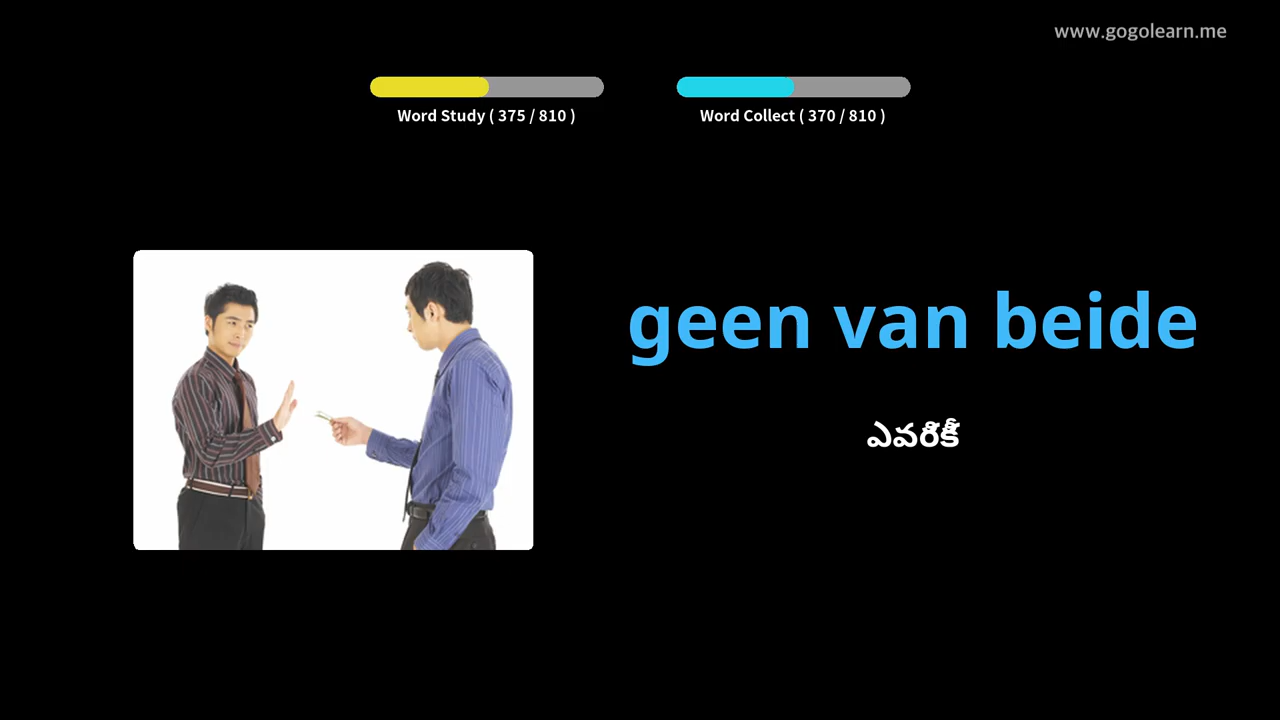 www.gogolearn.me
Word Study ( 375 / 810 )
Word Collect ( 370 / 810 )
geen van beide
ఎవరికీ